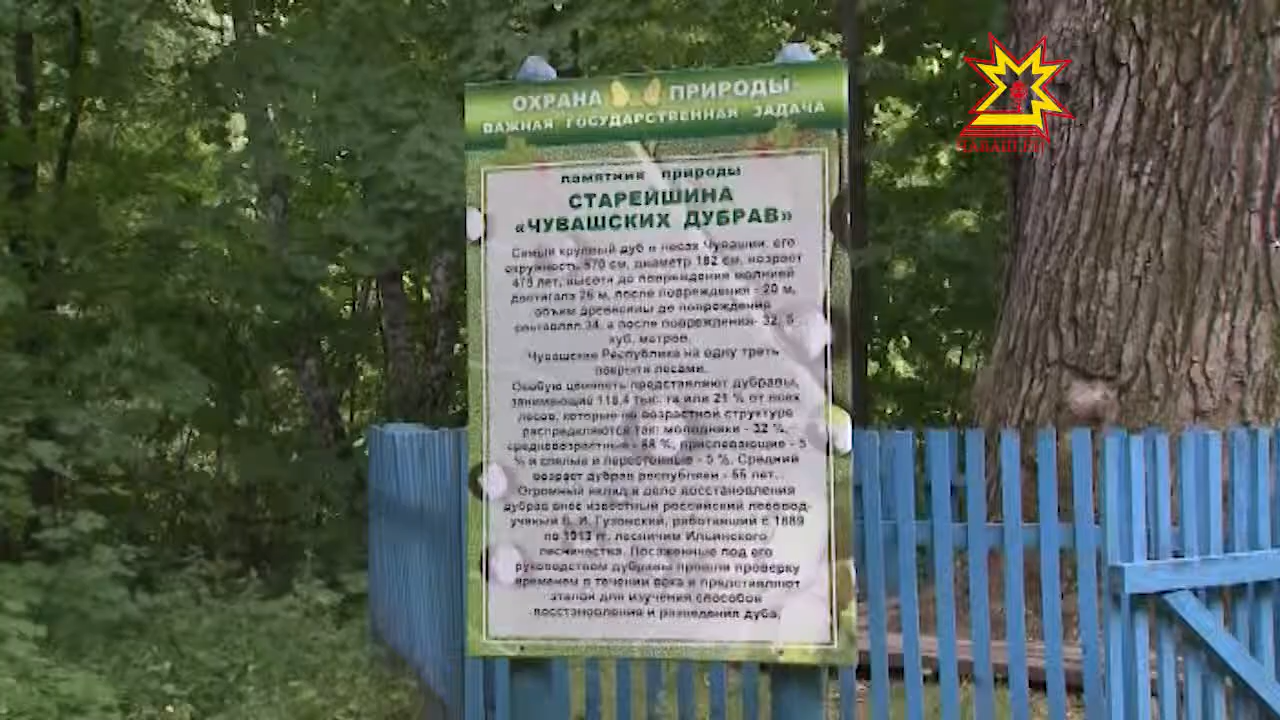 ОХРАНА ПРИРОДЫ-
ВАЖНАЯ ГОСУДАРСТВЕННАЯ ЗАДАЧА
памятник природы
СТАРЕЙШИНА
«ЧУВАШСКИХ ДУБРАВ»
Самый крупный дуб в лесах Чувашии, его
окружность 570 см, диаметр 182 см, возраст
475 лет, высота до повреждения молнией
достигала 26 м, после повреждения - 20 м,
объем древесины до повреждения
составлял 34, а после повреждения- 32, 5
куб. метров.
Чувашская Республика на одну треть
покрыта лесами.
Особую ценность представляют дубравы,
занимающие 118,4 тыс. га или 21 % от всех
лесов, которые по возрастной структуре
распределяются так: молодняки - 32 %,
средневозрастные - 58 %, приспевающие - 5
% и спелые и перестойные - 5 %. Средний
возраст дубрав республики - 55 лет.
Огромный вклад в дело восстановления
дубрав внес известный российский лесовод-
ученый Б. И. Гузовский, работавший с 1889
по 1913 гг. лесничим Ильинского
лесничества. Посаженные под его
руководством дубравы прошли проверку
временем в течении века и представляют
эталон для изучения способов
восстановления и разведения дуба.